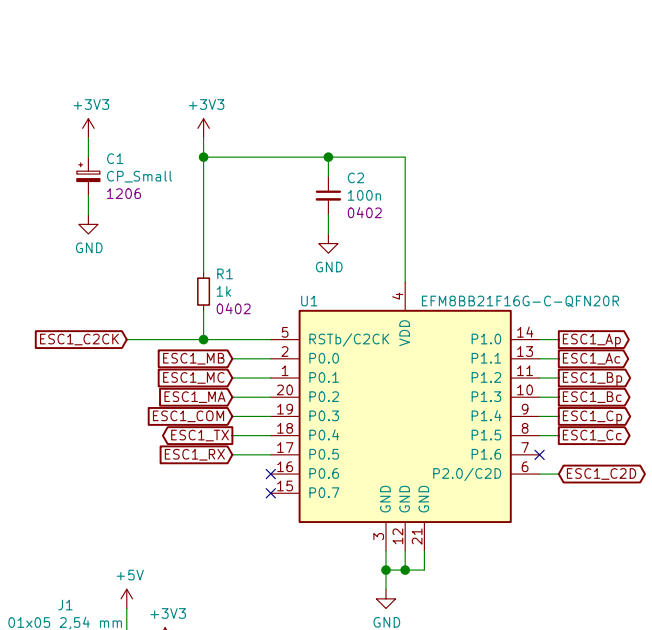 +3V3
+3V3
C1
CP_Small
1206
GND
C2
100n
0402
GND
R1
1k
0402
U1
EFM8BB21F16G-C-QFN20R
4
VDD
ESC1_C2CK
5
RSTb/C2CK
P1.0
14
ESC1_Ap
ESC1_MB
2
P0.0
P1.1
13
ESC1_Ac
ESC1_MC
1
P0.1
P1.2
11
ESC1_Bp
ESC1_MA
20
P0.2
P1.3
10
ESC1_Bc
ESC1_COM
19
P0.3
P1.4
9
ESC1_Cp
ESC1_TX
18
P0.4
P1.5
8
ESC1_Cc
ESC1_RX
17
P0.5
P1.6
7
16
P0.6
P2.0/C2D
6
ESC1_C2D
15
P0.7
GND
GND
GND
3
12
21
GND
+5V
J1
01x05 2,54 mm
+3V3